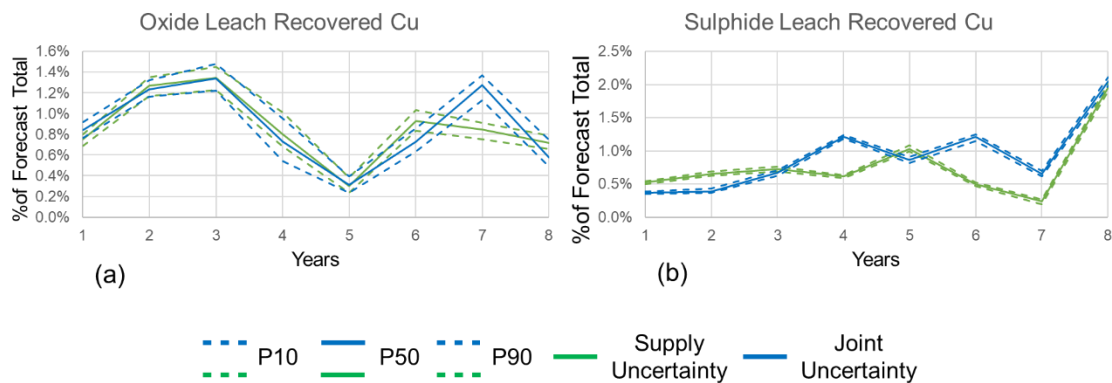 Oxide Leach Recovered Cu
%of Forecast Total
1.6%
1.4%
1.2%
1.0%
0.8%
0.6%
0.4%
0.2%
0.0%
1 2 3 4 5 6 7 8
Years
(a)
Sulphide Leach Recovered Cu
%of Forecast Total
2.5%
2.0%
1.5%
1.0%
0.5%
0.0%
1 2 3 4 5 6 7 8
Years
(b)
P10 P50 P90 Supply Joint
Uncertainty Uncertainty